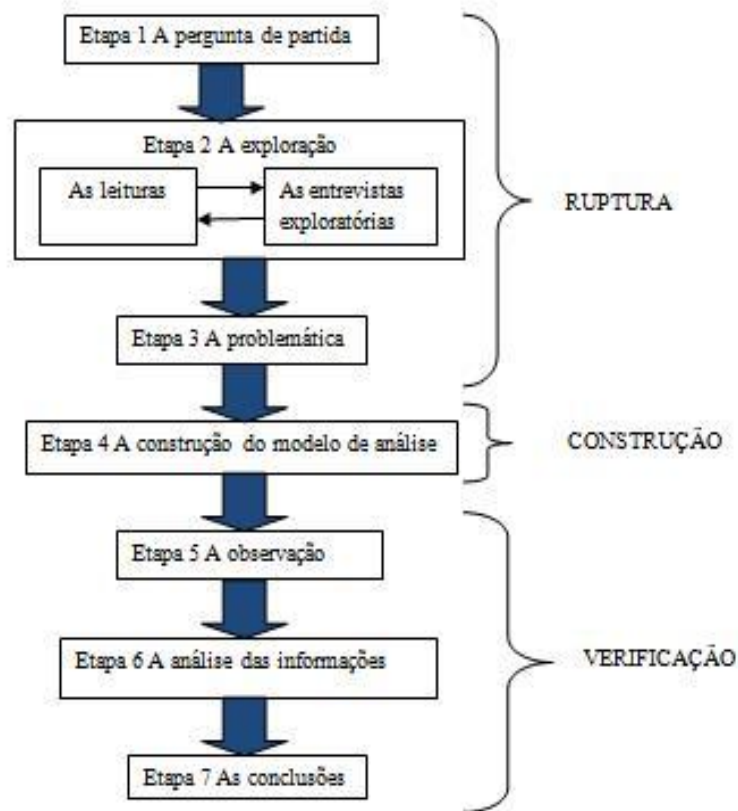 Etapa 1 A pergunta de partida
Etapa 2 A exploração
As leituras
As entrevistas
exploratórias
RUPTURA
Etapa 3 A problemática
Etapa 4 A construção do modelo de análise
CONSTRUÇÃO
Etapa 5 A observação
Etapa 6 A análise das informações
VERIFICAÇÃO
Etapa 7 As conclusões